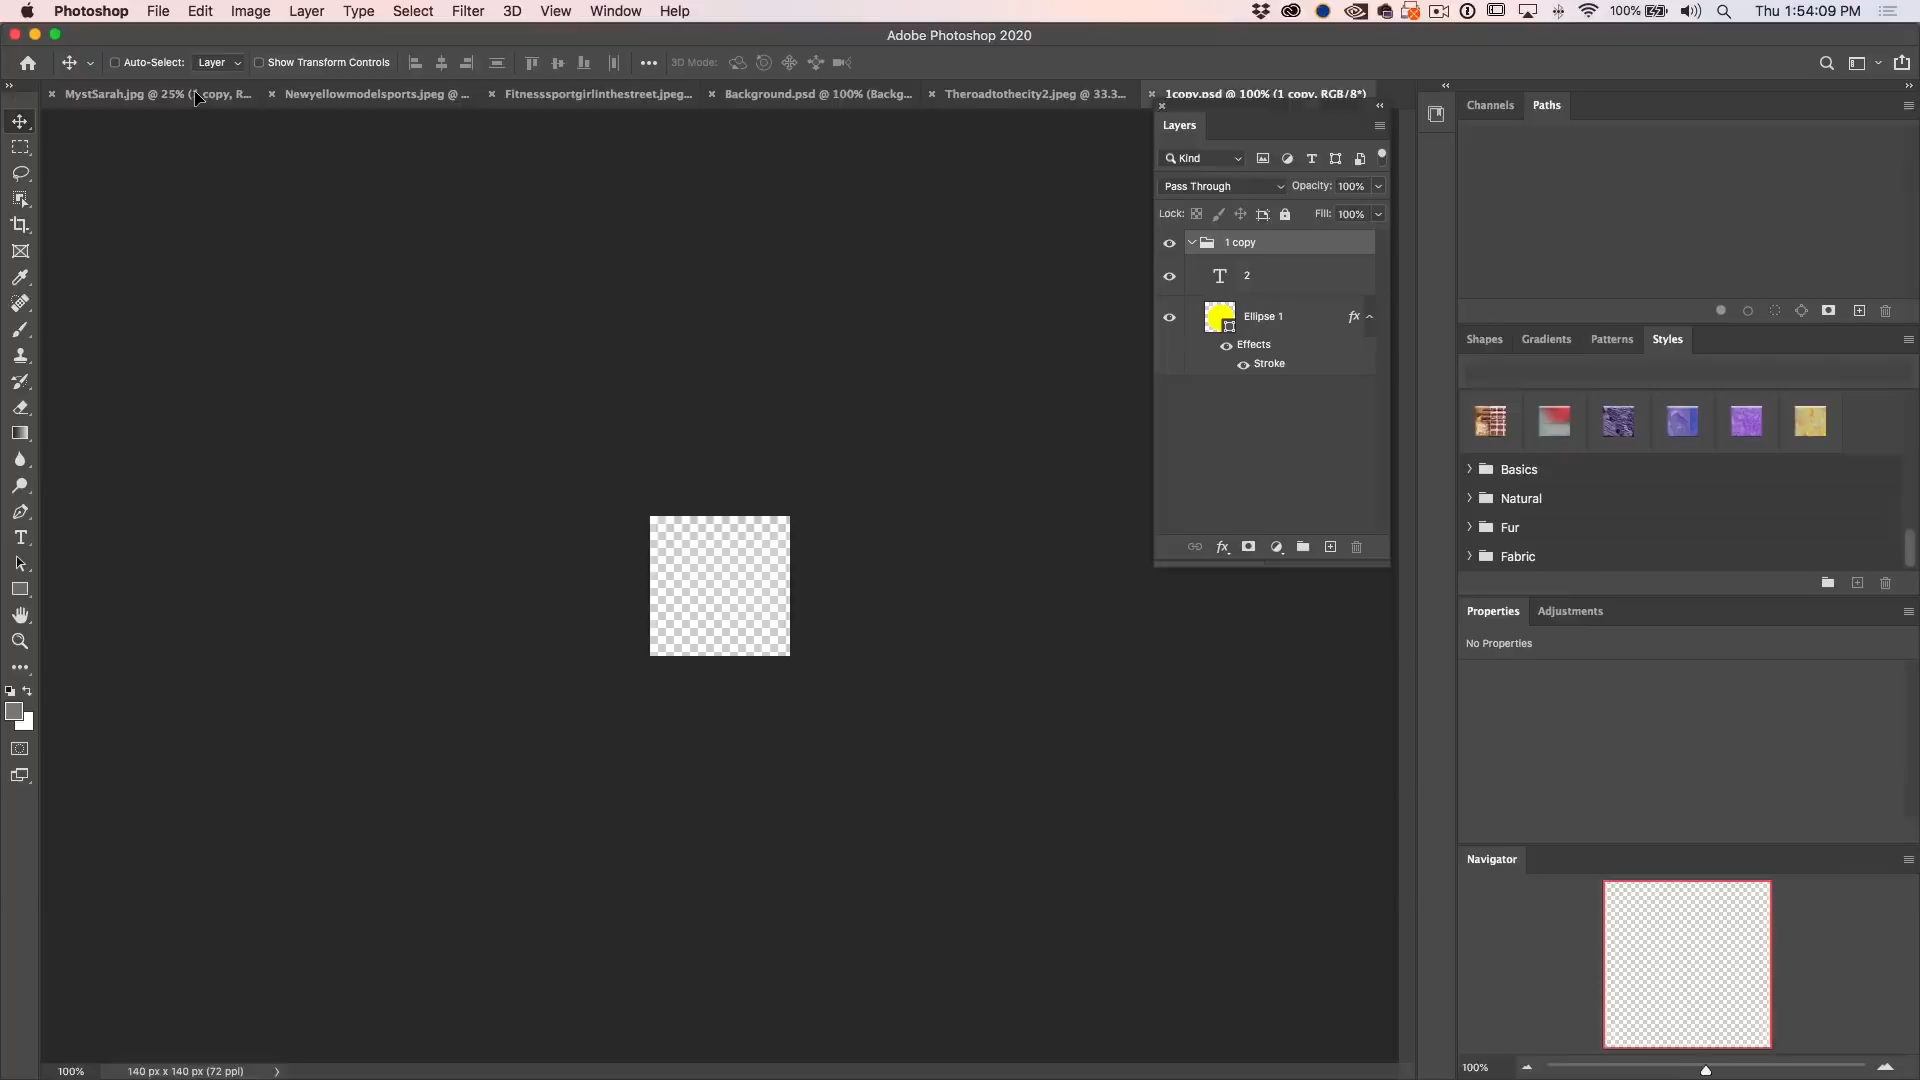 Photoshop File Edit Image Layer Type Select Filter 3D View Window Help 100% Thu 1:54:09 PM
Adobe Photoshop 2020
Auto-Select: Layer Show Transform Controls 3D Mode:
MystSarah.jpg @ 25% (1 copy, R... Newyellowmodelsports.jpeg @ ... Fitnesssportgirlinthestreet.jpeg... Background.psd @ 100% (Backg... Theroadtothecity2.jpeg @ 33.3... 1copy.psd @ 100% (1 copy, RGB/8*)
Layers
Kind
Pass Through Opacity: 100%
Lock: Fill: 100%
1 copy
T 2
Ellipse 1 fx
Effects
Stroke
fx
Channels Paths
Shapes Gradients Patterns Styles
Basics
Natural
Fur
Fabric
Properties Adjustments
No Properties
Navigator
100%
100% 140 px x 140 px (72 ppi)